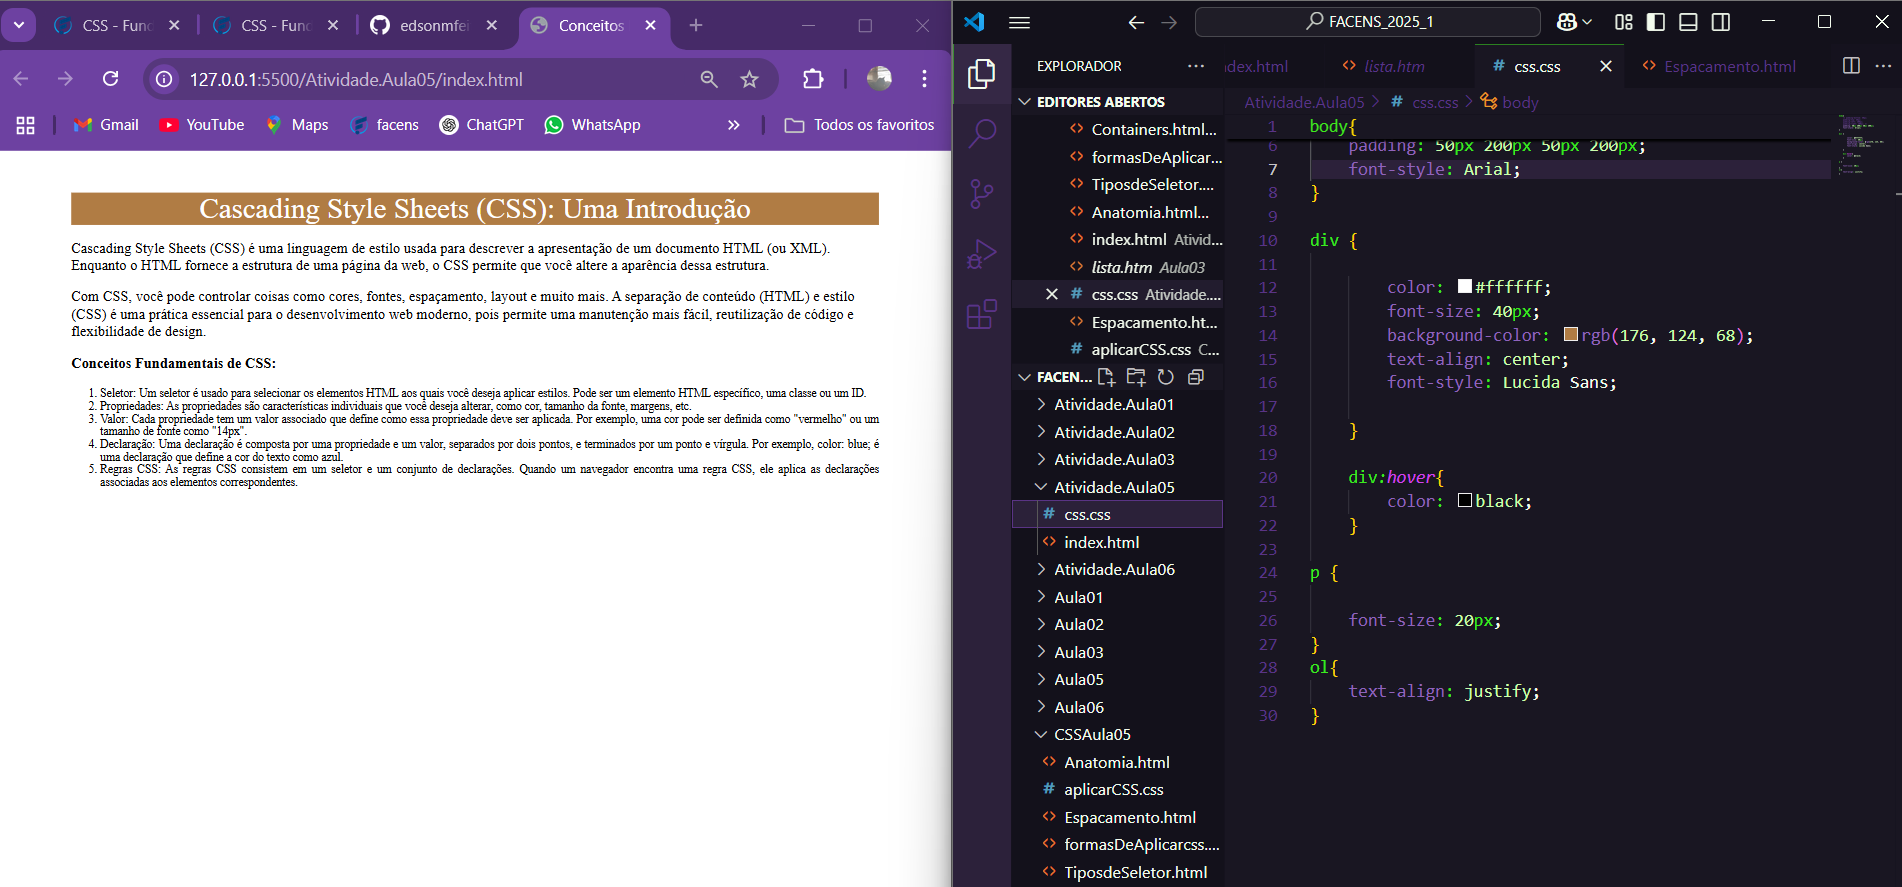 CSS - Func
CSS - Func
edsonmfei
Conceitos
127.0.0.1:5500/Atividade.Aula05/index.html
Gmail
YouTube
Maps
facens
ChatGPT
WhatsApp
»
Todos os favoritos
Cascading Style Sheets (CSS): Uma Introdução
Cascading Style Sheets (CSS) é uma linguagem de estilo usada para descrever a apresentação de um documento HTML (ou XML).
Enquanto o HTML fornece a estrutura de uma página da web, o CSS permite que você altere a aparência dessa estrutura.
Com CSS, você pode controlar coisas como cores, fontes, espaçamento, layout e muito mais. A separação de conteúdo (HTML) e estilo
(CSS) é uma prática essencial para o desenvolvimento web moderno, pois permite uma manutenção mais fácil, reutilização de código e
flexibilidade de design.
Conceitos Fundamentais de CSS:
1. Seletor: Um seletor é usado para selecionar os elementos HTML aos quais você deseja aplicar estilos. Pode ser um elemento HTML específico, uma classe ou um ID.
2. Propriedades: As propriedades são características individuais que você deseja alterar, como cor, tamanho da fonte, margens, etc.
3. Valor: Cada propriedade tem um valor associado que define como essa propriedade deve ser aplicada. Por exemplo, uma cor pode ser definida como "vermelho" ou um
tamanho de fonte como "14px".
4. Declaração: Uma declaração é composta por uma propriedade e um valor, separados por dois pontos, e terminados por um ponto e vírgula. Por exemplo, color: blue; é
uma declaração que define a cor do texto como azul.
5. Regras CSS: As regras CSS consistem em um seletor e um conjunto de declarações. Quando um navegador encontra uma regra CSS, ele aplica as declarações
associadas aos elementos correspondentes.
FACENS_2025_1
EXPLORADOR
EDITORES ABERTOS
Containers.html...
formasDeAplicar...
TiposdeSeletor....
Anatomia.html...
index.html Ativid...
lista.htm Aula03
css.css Atividade....
Espacamento.ht...
aplicarCSS.css C...
FACEN...
Atividade.Aula01
Atividade.Aula02
Atividade.Aula03
Atividade.Aula05
css.css
index.html
Atividade.Aula06
Aula01
Aula02
Aula03
Aula05
Aula06
CSSAula05
Anatomia.html
aplicarCSS.css
Espacamento.html
formasDeAplicarcss....
TiposdeSeletor.html
dex.html
lista.htm
css.css
Espacamento.html
Atividade.Aula05 > css.css > body
1 body{
6 padding: 50px 200px 50px 200px;
7 font-style: Arial;
8 }
9
10 div {
11
12 color: #ffffff;
13 font-size: 40px;
14 background-color: rgb(176, 124, 68);
15 text-align: center;
16 font-style: Lucida Sans;
17
18 }
19
20 div:hover{
21 color: black;
22 }
23
24 p {
25
26 font-size: 20px;
27 }
28 ol{
29 text-align: justify;
30 }